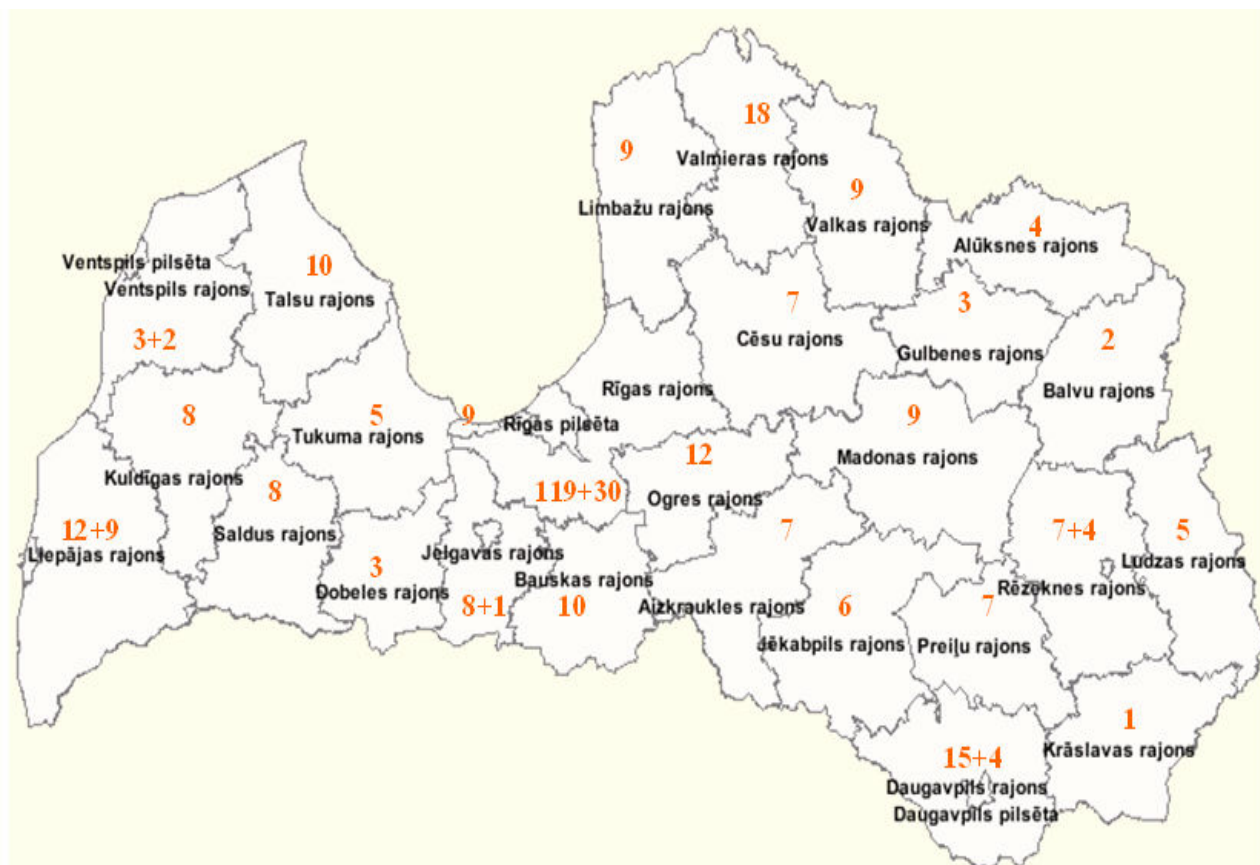 18
Valmieras rajons
9
Limbažu rajons
9
Valkas rajons
4
Alūksnes rajons
Ventspils pilsēta
Ventspils rajons
3+2
10
Talsu rajons
7
Cēsu rajons
3
Gulbenes rajons
2
Balvu rajons
8
Kuldīgas rajons
5
Tukuma rajons
9
Rīgas rajons
Rīgas pilsēta
119+30
12
Ogres rajons
9
Madonas rajons
12+9
Liepājas rajons
8
Saldus rajons
3
Dobeles rajons
Jelgavas rajons
8+1
Bauskas rajons
10
7
Aizkraukles rajons
6
Jēkabpils rajons
7
Preiļu rajons
7+4
Rēzeknes rajons
5
Ludzas rajons
1
Krāslavas rajons
15+4
Daugavpils rajons
Daugavpils pilsēta